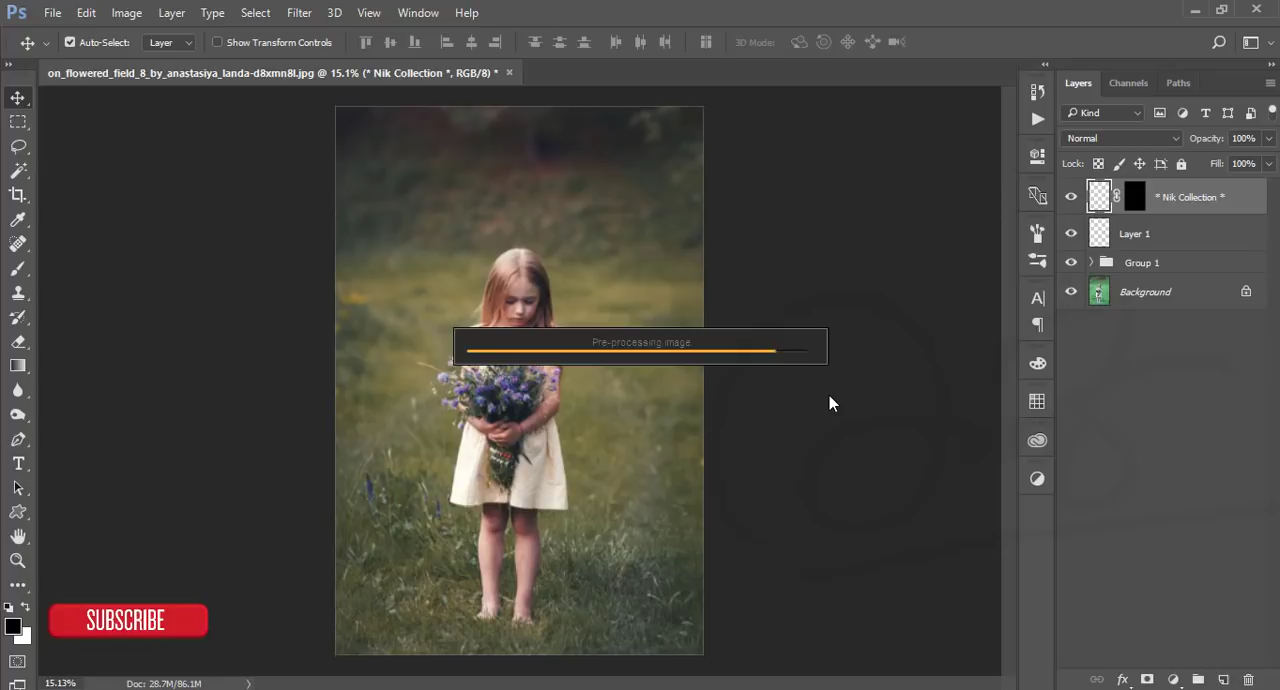 Ps File Edit Image Layer Type Select Filter 3D View Window Help
Auto-Select: Layer Show Transform Controls 3D Mode:
on_flowered_field_8_by_anastasiya_landa-d8xmn8l.jpg @ 15.1% (* Nik Collection *, RGB/8) *
Layers Channels Paths
Kind
Normal Opacity: 100%
Lock: Fill: 100%
* Nik Collection *
Layer 1
Group 1
Background
Pre-processing image
SUBSCRIBE
15.13% Doc: 28.7M/86.1M